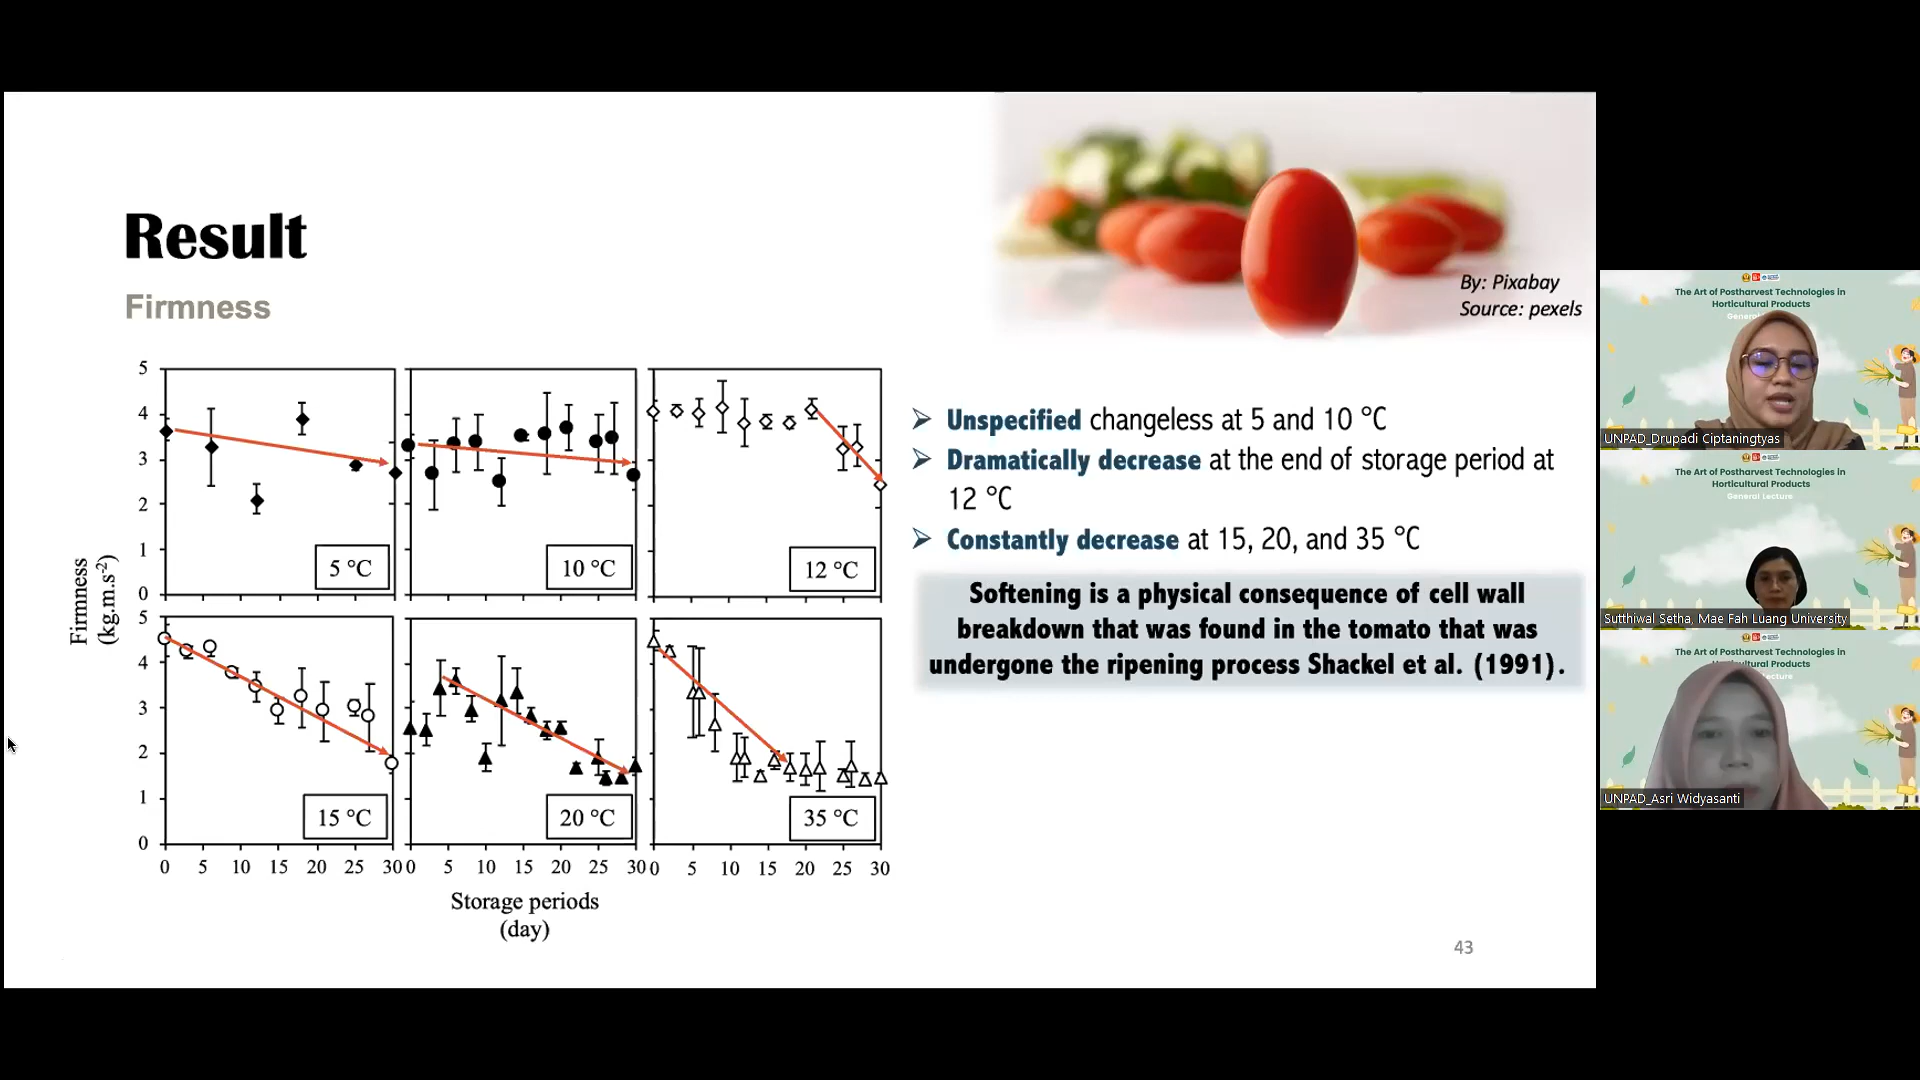 Result
Firmness
By: Pixabay
Source: pexels
Firmness
(kg.m.s-2)
5
4
3
2
1
0
5 °C
10 °C
12 °C
5
4
3
2
1
0
15 °C
20 °C
35 °C
0 5 10 15 20 25 30 0 5 10 15 20 25 30 0 5 10 15 20 25 30
Storage periods
(day)
➢ Unspecified changeless at 5 and 10 °C
➢ Dramatically decrease at the end of storage period at
12 °C
➢ Constantly decrease at 15, 20, and 35 °C
Softening is a physical consequence of cell wall
breakdown that was found in the tomato that was
undergone the ripening process Shackel et al. (1991).
43
The Art of Postharvest Technologies in
Horticultural Products
UNPAD_Drupadi Ciptaningtyas
The Art of Postharvest Technologies in
Horticultural Products
General Lecture
Sutthiwal Setha, Mae Fah Luang University
The Art of Postharvest Technologies in
Products
UNPAD_Asri Widyasanti